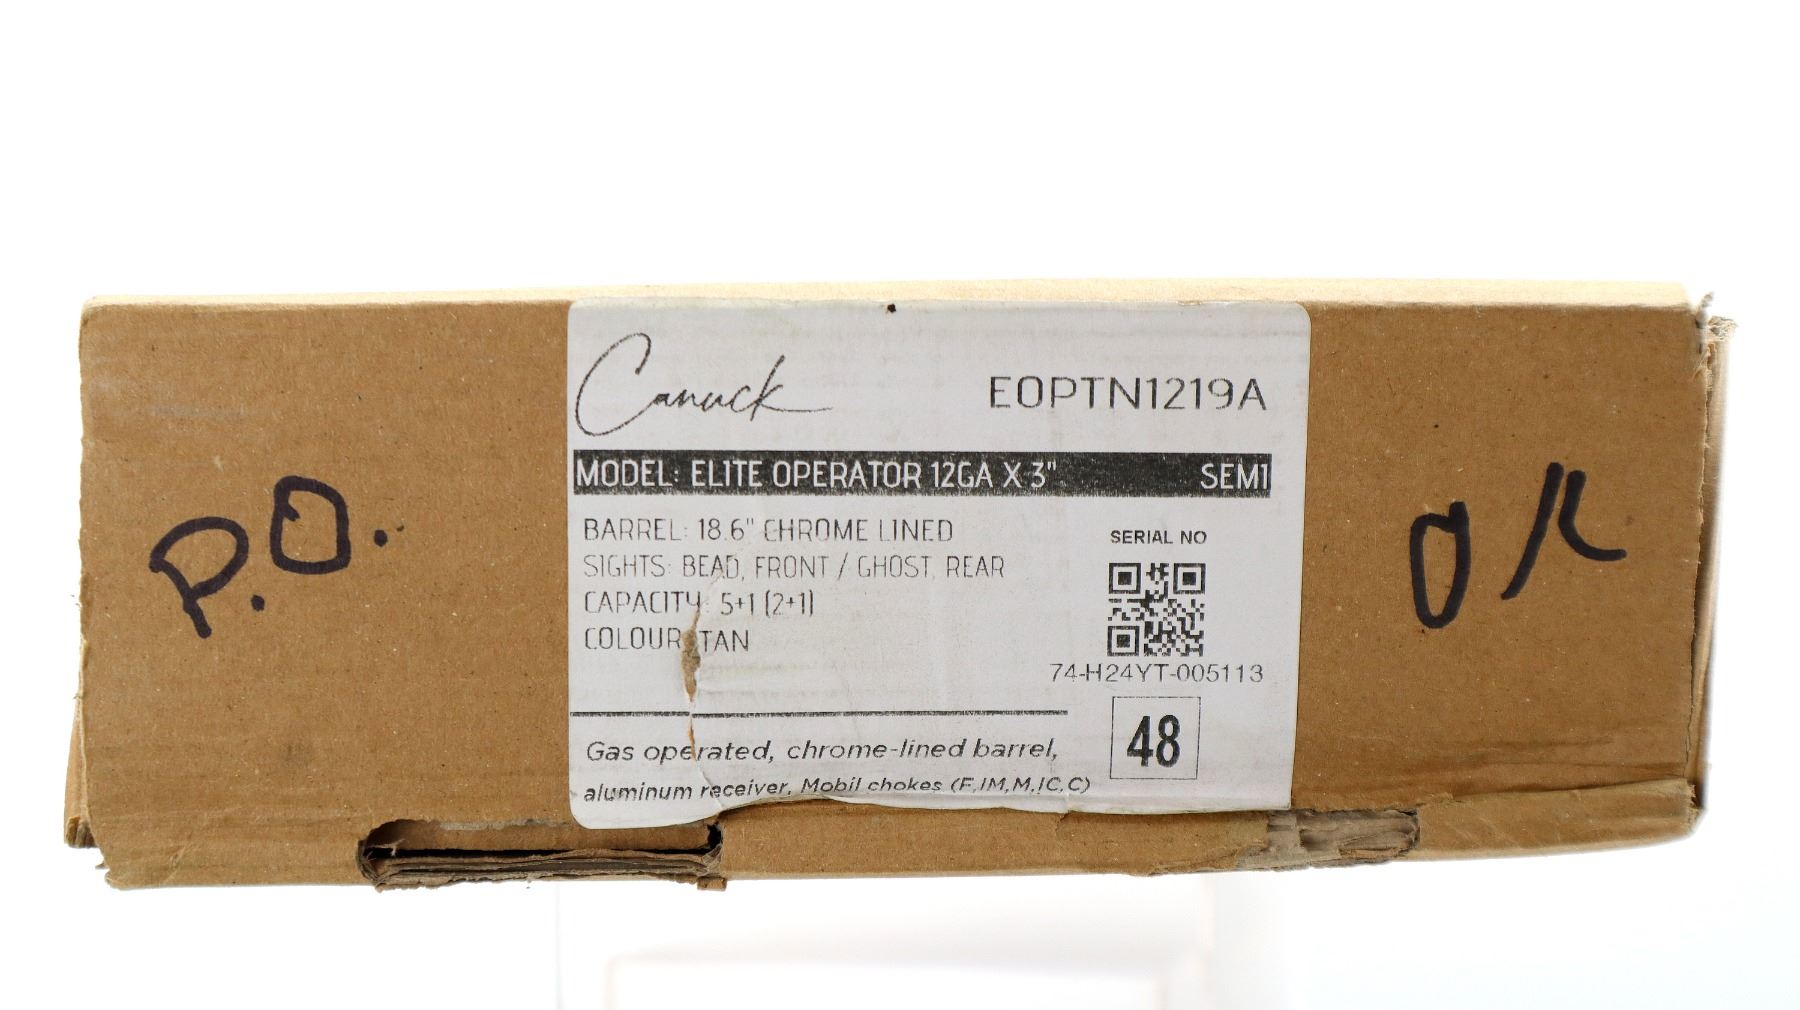 Canuck EOPTN1219A
MODEL: ELITE OPERATOR 12GA X 3" SEMI
BARREL: 18.6" CHROME LINED
SIGHTS: BEAD, FRONT / GHOST, REAR
CAPACITY: 5+1 (2+1)
COLOUR: TAN
SERIAL NO
74-H24YT-005113
48
Gas operated, chrome-lined barrel,
aluminum receiver, Mobil chokes (F,IM,M,IC,C)
P.O.
OK